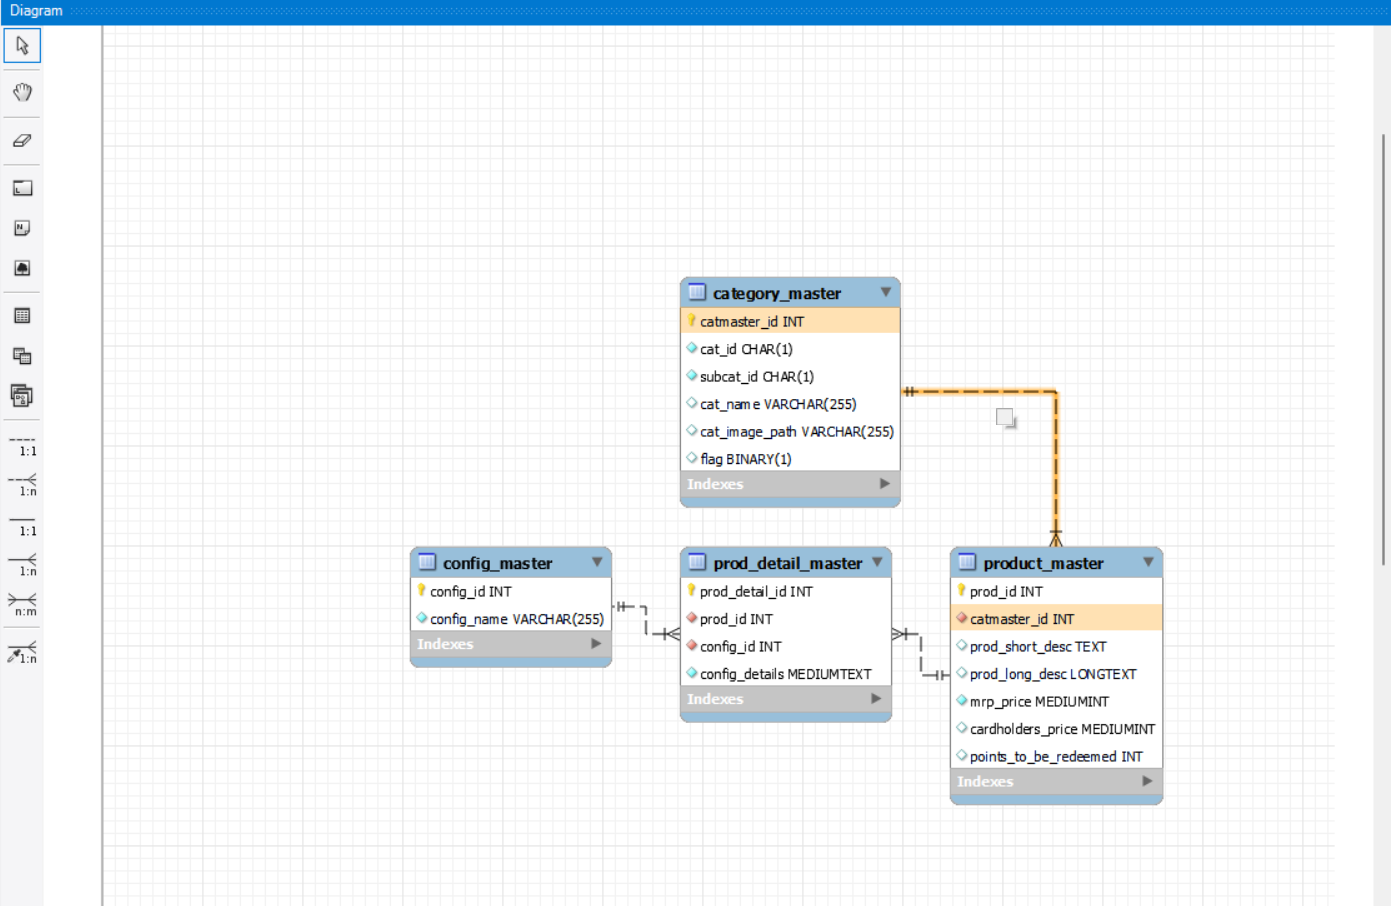 Diagram
1:1
1:n
1:1
1:n
n:m
1:n
category_master
catmaster_id INT
cat_id CHAR(1)
subcat_id CHAR(1)
cat_name VARCHAR(255)
cat_image_path VARCHAR(255)
flag BINARY(1)
Indexes
config_master
config_id INT
config_name VARCHAR(255)
Indexes
prod_detail_master
prod_detail_id INT
prod_id INT
config_id INT
config_details MEDIUMTEXT
Indexes
product_master
prod_id INT
catmaster_id INT
prod_short_desc TEXT
prod_long_desc LONGTEXT
mrp_price MEDIUMINT
cardholders_price MEDIUMINT
points_to_be_redeemed INT
Indexes